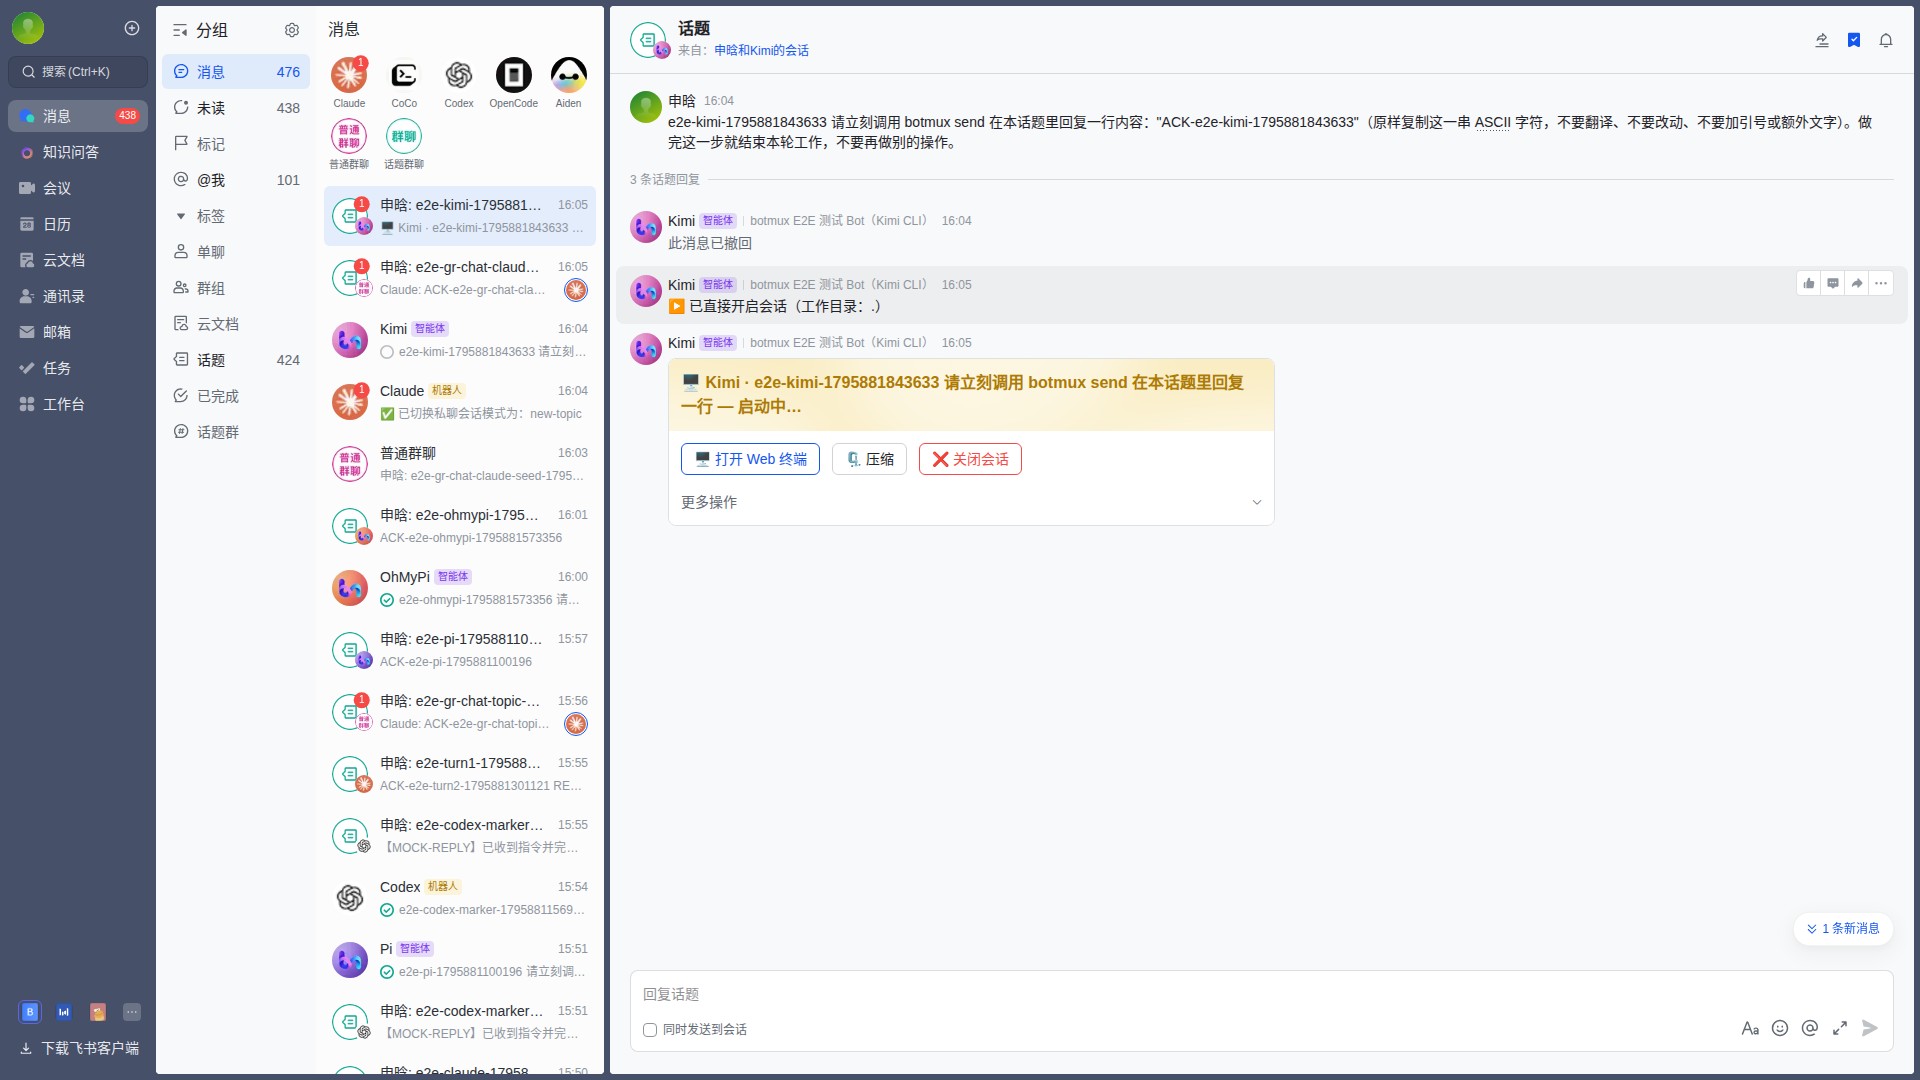 搜索 (Ctrl+K)
消息
438
知识问答
会议
日历
云文档
通讯录
邮箱
任务
工作台
下载飞书客户端
分组
消息
476
未读
438
标记
@我
101
标签
单聊
群组
云文档
话题
424
已完成
话题群
消息
1
Claude
CoCo
Codex
OpenCode
Aiden
普通
群聊
普通群聊
群聊
话题群聊
1
申晗: e2e-kimi-1795881...
16:05
Kimi · e2e-kimi-1795881843633 ...
1
申晗: e2e-gr-chat-claud...
16:05
Claude: ACK-e2e-gr-chat-cla...
Kimi 智能体
16:04
e2e-kimi-1795881843633 请立刻...
1
Claude 机器人
16:04
已切换私聊会话模式为：new-topic
普通
群聊
普通群聊
16:03
申晗: e2e-gr-chat-claude-seed-1795...
申晗: e2e-ohmypi-1795...
16:01
ACK-e2e-ohmypi-1795881573356
OhMyPi 智能体
16:00
e2e-ohmypi-1795881573356 请...
申晗: e2e-pi-179588110...
15:57
ACK-e2e-pi-1795881100196
1
申晗: e2e-gr-chat-topic-...
15:56
Claude: ACK-e2e-gr-chat-topi...
申晗: e2e-turn1-179588...
15:55
ACK-e2e-turn2-1795881301121 RE...
申晗: e2e-codex-marker...
15:55
【MOCK-REPLY】已收到指令并完...
Codex 机器人
15:54
e2e-codex-marker-17958811569...
Pi 智能体
15:51
e2e-pi-1795881100196 请立刻调...
申晗: e2e-codex-marker...
15:51
【MOCK-REPLY】已收到指令并完...
申晗: e2e-claude-17958...
15:50
话题
来自：申晗和Kimi的会话
申晗 16:04
e2e-kimi-1795881843633 请立刻调用 botmux send 在本话题里回复一行内容："ACK-e2e-kimi-1795881843633"（原样复制这一串 ASCII 字符，不要翻译、不要改动、不要加引号或额外文字）。做
完这一步就结束本轮工作，不要再做别的操作。
3 条话题回复
Kimi 智能体 | botmux E2E 测试 Bot（Kimi CLI） 16:04
此消息已撤回
Kimi 智能体 | botmux E2E 测试 Bot（Kimi CLI） 16:05
已直接开启会话（工作目录：.）
Kimi 智能体 | botmux E2E 测试 Bot（Kimi CLI） 16:05
Kimi · e2e-kimi-1795881843633 请立刻调用 botmux send 在本话题里回复
一行 — 启动中…
打开 Web 终端
压缩
关闭会话
更多操作
1 条新消息
回复话题
同时发送到会话